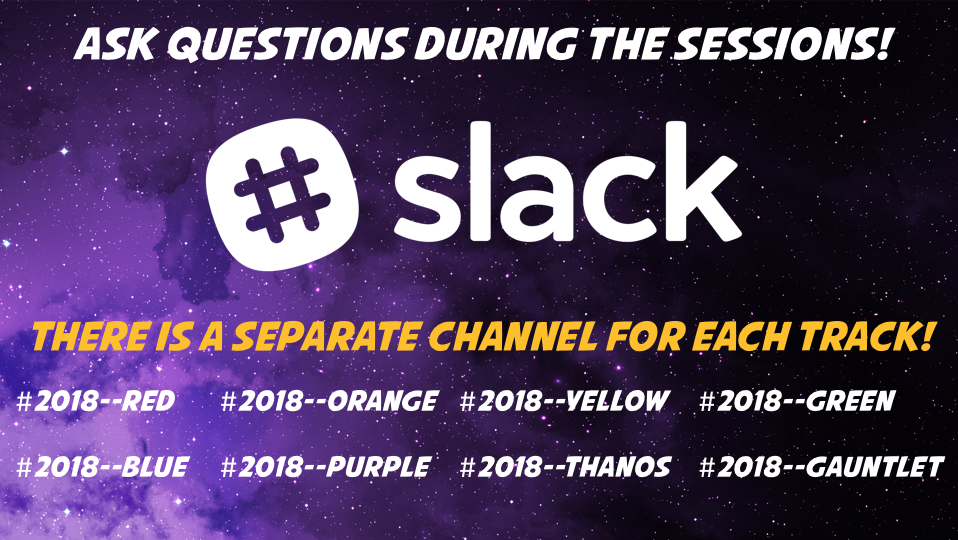 ASK QUESTIONS DURING THE SESSIONS!
slack
THERE IS A SEPARATE CHANNEL FOR EACH TRACK!
#2018--RED #2018--ORANGE #2018--YELLOW #2018--GREEN
#2018--BLUE #2018--PURPLE #2018--THANOS #2018--GAUNTLET